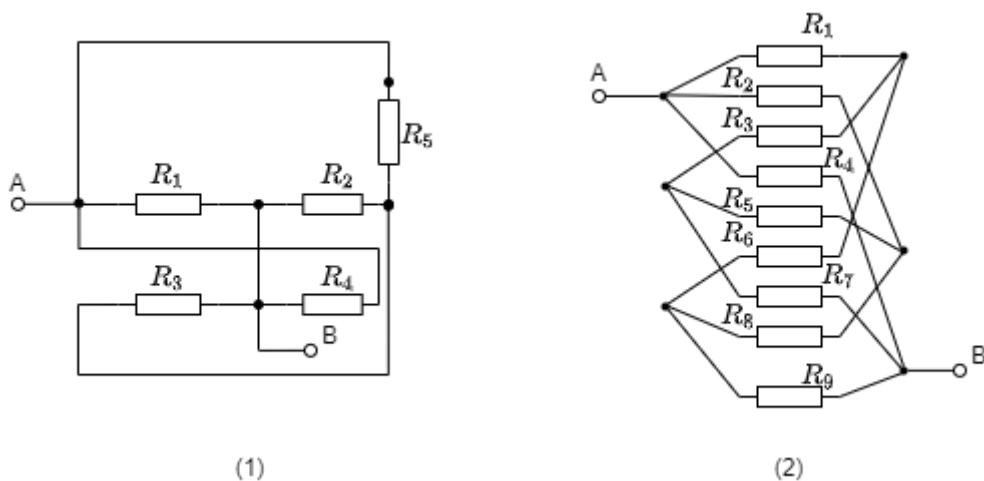 A
R₁
R₂
R₅
R₃
R₄
B
(1)
A
R₁
R₂
R₃
R₄
R₅
R₆
R₇
R₈
R₉
B
(2)